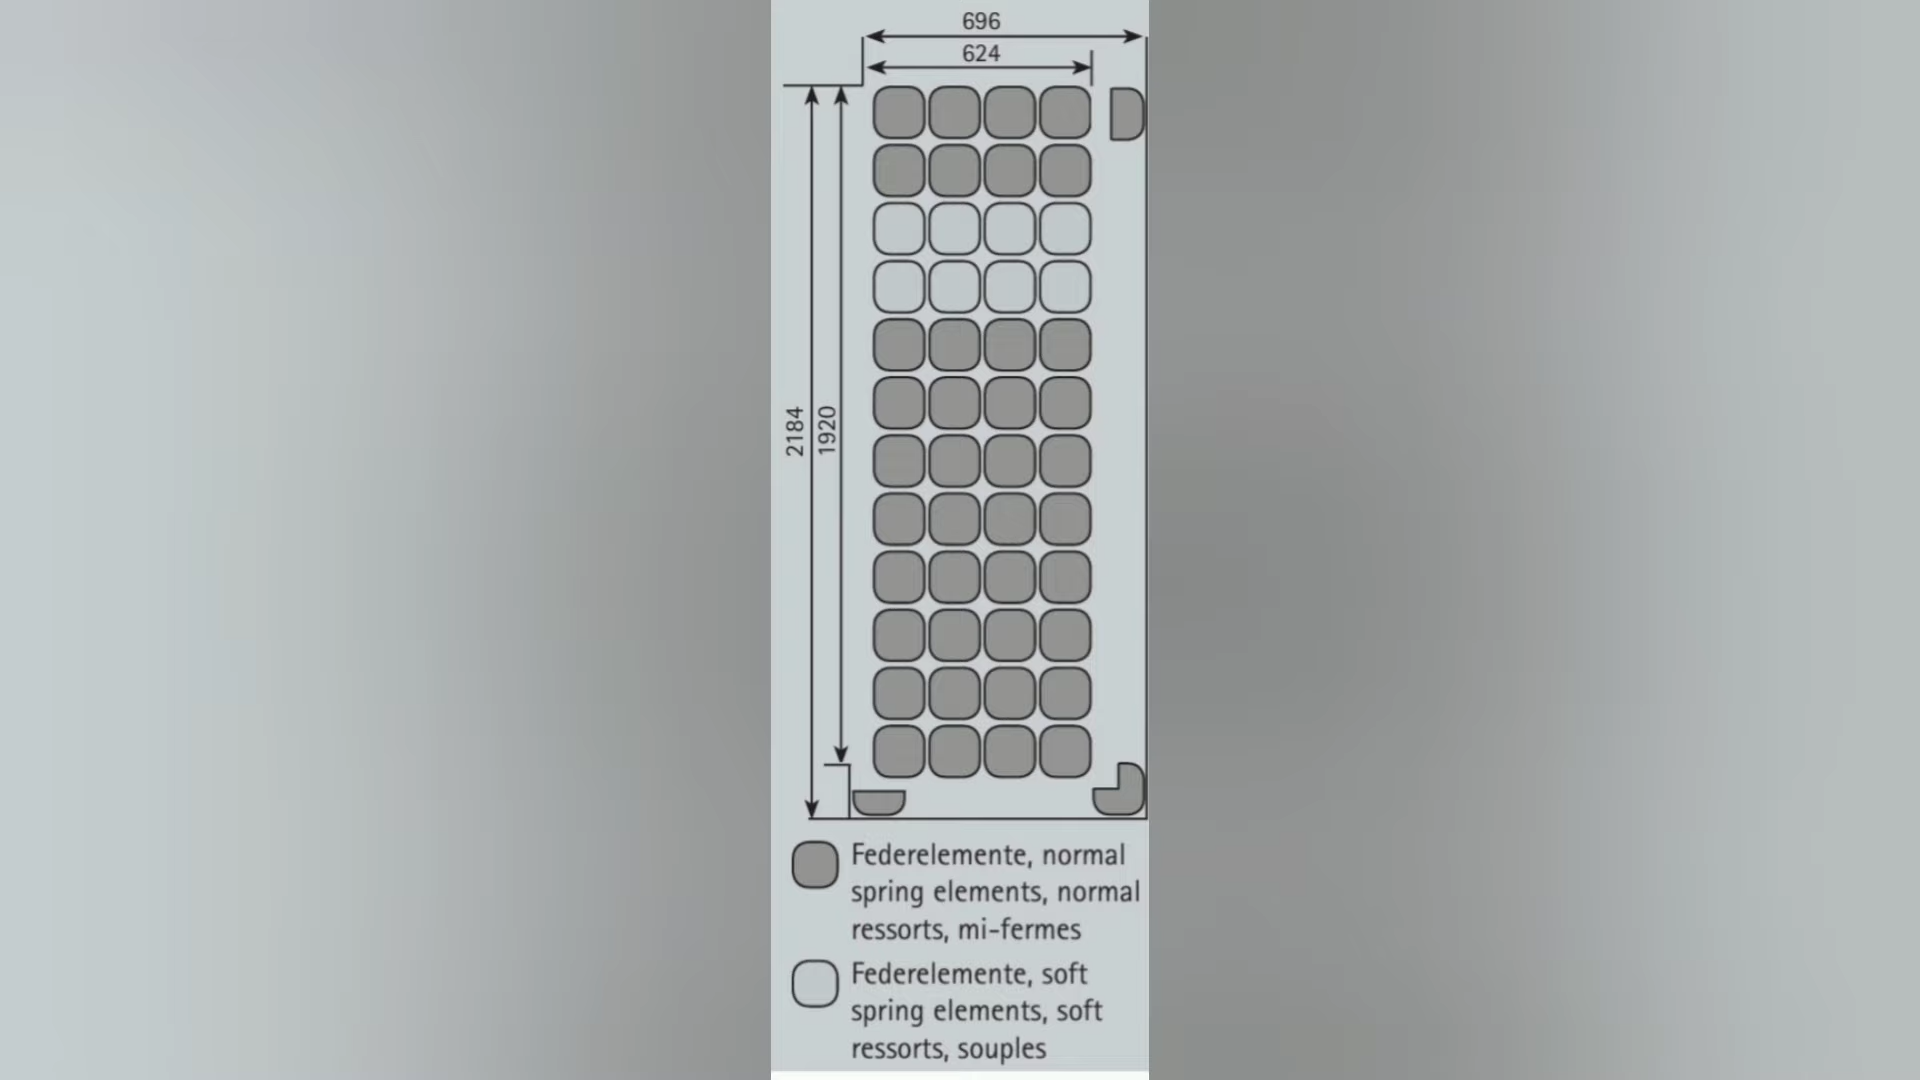 696
624
2184
1920
Federelemente, normal
spring elements, normal
ressorts, mi-fermes
Federelemente, soft
spring elements, soft
ressorts, souples